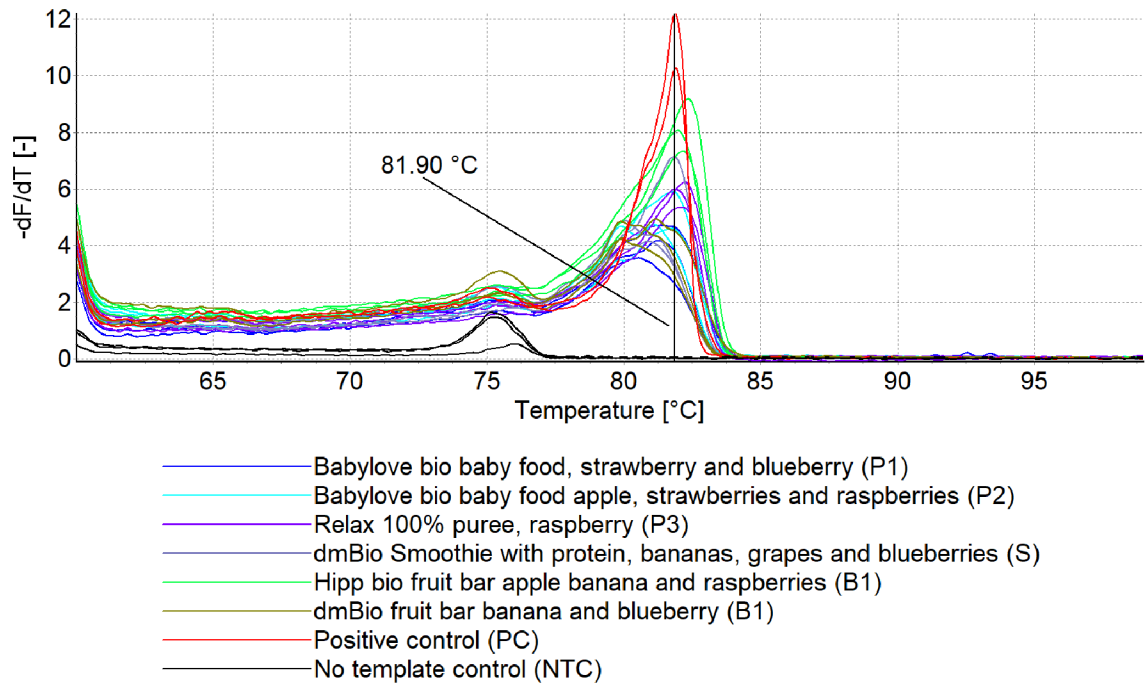 12
10
8
6
4
2
0
-dF/dT [-]
81.90 °C
65 70 75 80 85 90 95
Temperature [°C]
Babylove bio baby food, strawberry and blueberry (P1)
Babylove bio baby food apple, strawberries and raspberries (P2)
Relax 100% puree, raspberry (P3)
dmBio Smoothie with protein, bananas, grapes and blueberries (S)
Hipp bio fruit bar apple banana and raspberries (B1)
dmBio fruit bar banana and blueberry (B1)
Positive control (PC)
No template control (NTC)